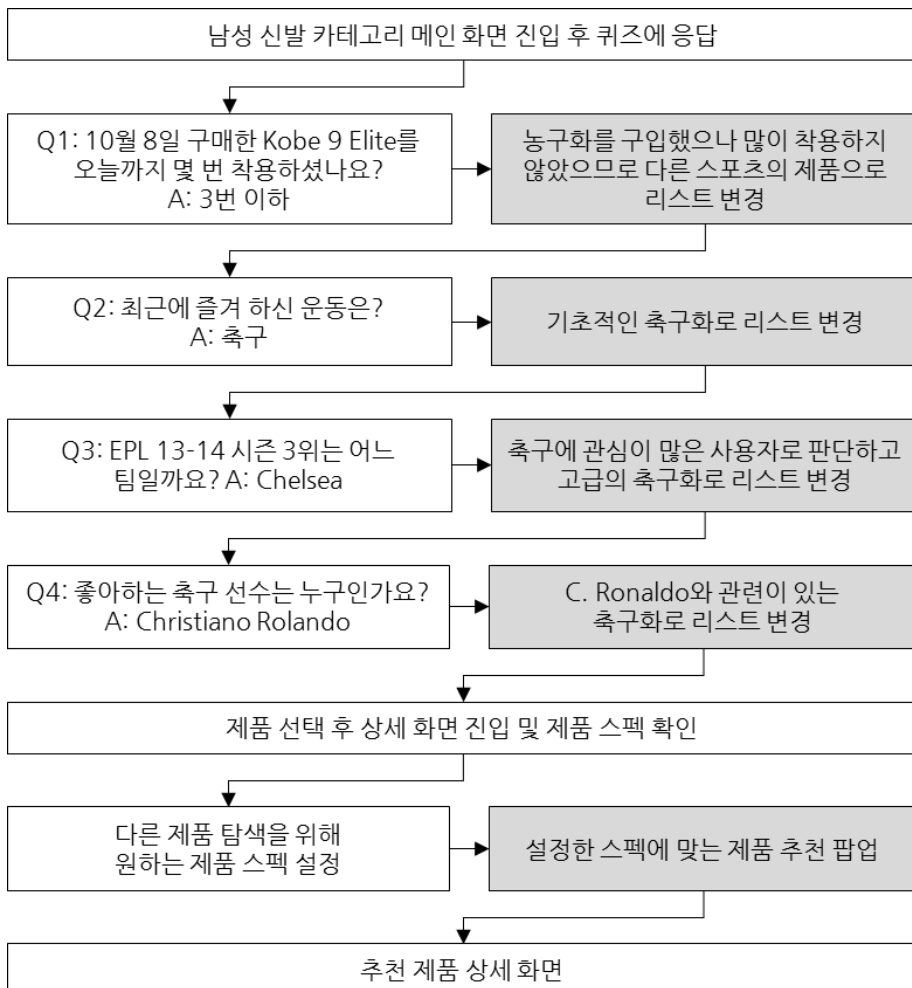 남성 신발 카테고리 메인 화면 진입 후 퀴즈에 응답
Q1: 10월 8일 구매한 Kobe 9 Elite를
오늘까지 몇 번 착용하셨나요?
A: 3번 이하
농구화를 구입했으나 많이 착용하지
않았으므로 다른 스포츠의 제품으로
리스트 변경
Q2: 최근에 즐겨 하신 운동은?
A: 축구
기초적인 축구화로 리스트 변경
Q3: EPL 13-14 시즌 3위는 어느
팀일까요? A: Chelsea
축구에 관심이 많은 사용자로 판단하고
고급의 축구화로 리스트 변경
Q4: 좋아하는 축구 선수는 누구인가요?
A: Christiano Rolando
C. Ronaldo와 관련이 있는
축구화로 리스트 변경
제품 선택 후 상세 화면 진입 및 제품 스펙 확인
다른 제품 탐색을 위해
원하는 제품 스펙 설정
설정한 스펙에 맞는 제품 추천 팝업
추천 제품 상세 화면